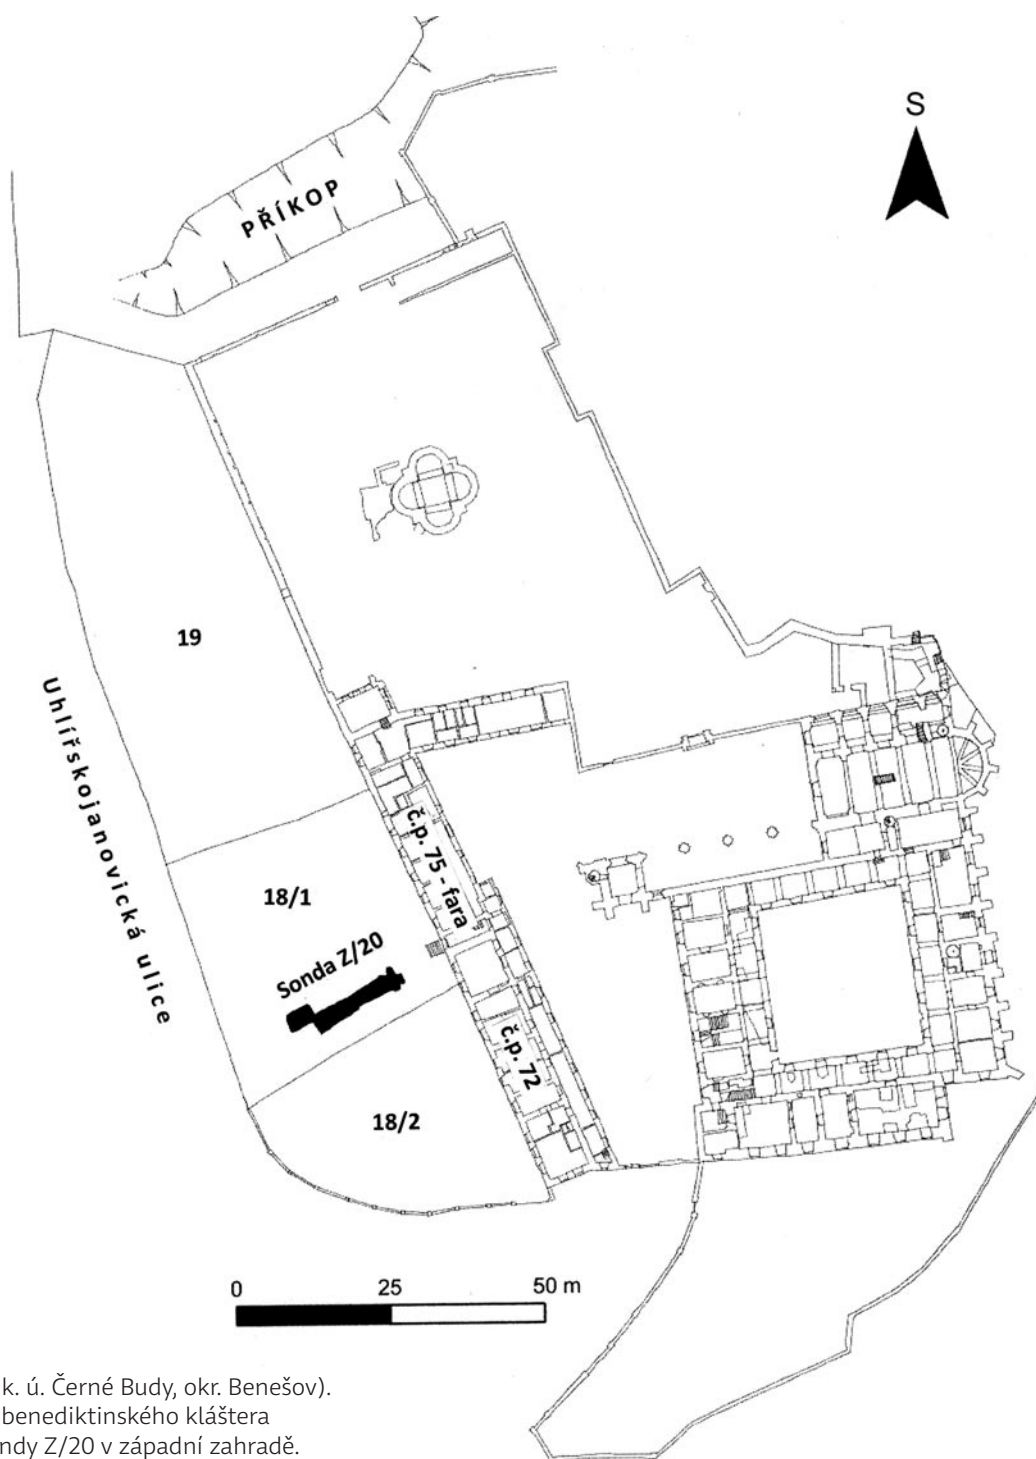 S
PŘÍKOP
19
Uhlířskojanovická ulice
č.p. 75 - fara
18/1
Sonda Z/20
č.p. 72
18/2
0 25 50 m
k. ú. Černé Budy, okr. Benešov).
benediktinského kláštera
ndy Z/20 v západní zahradě.